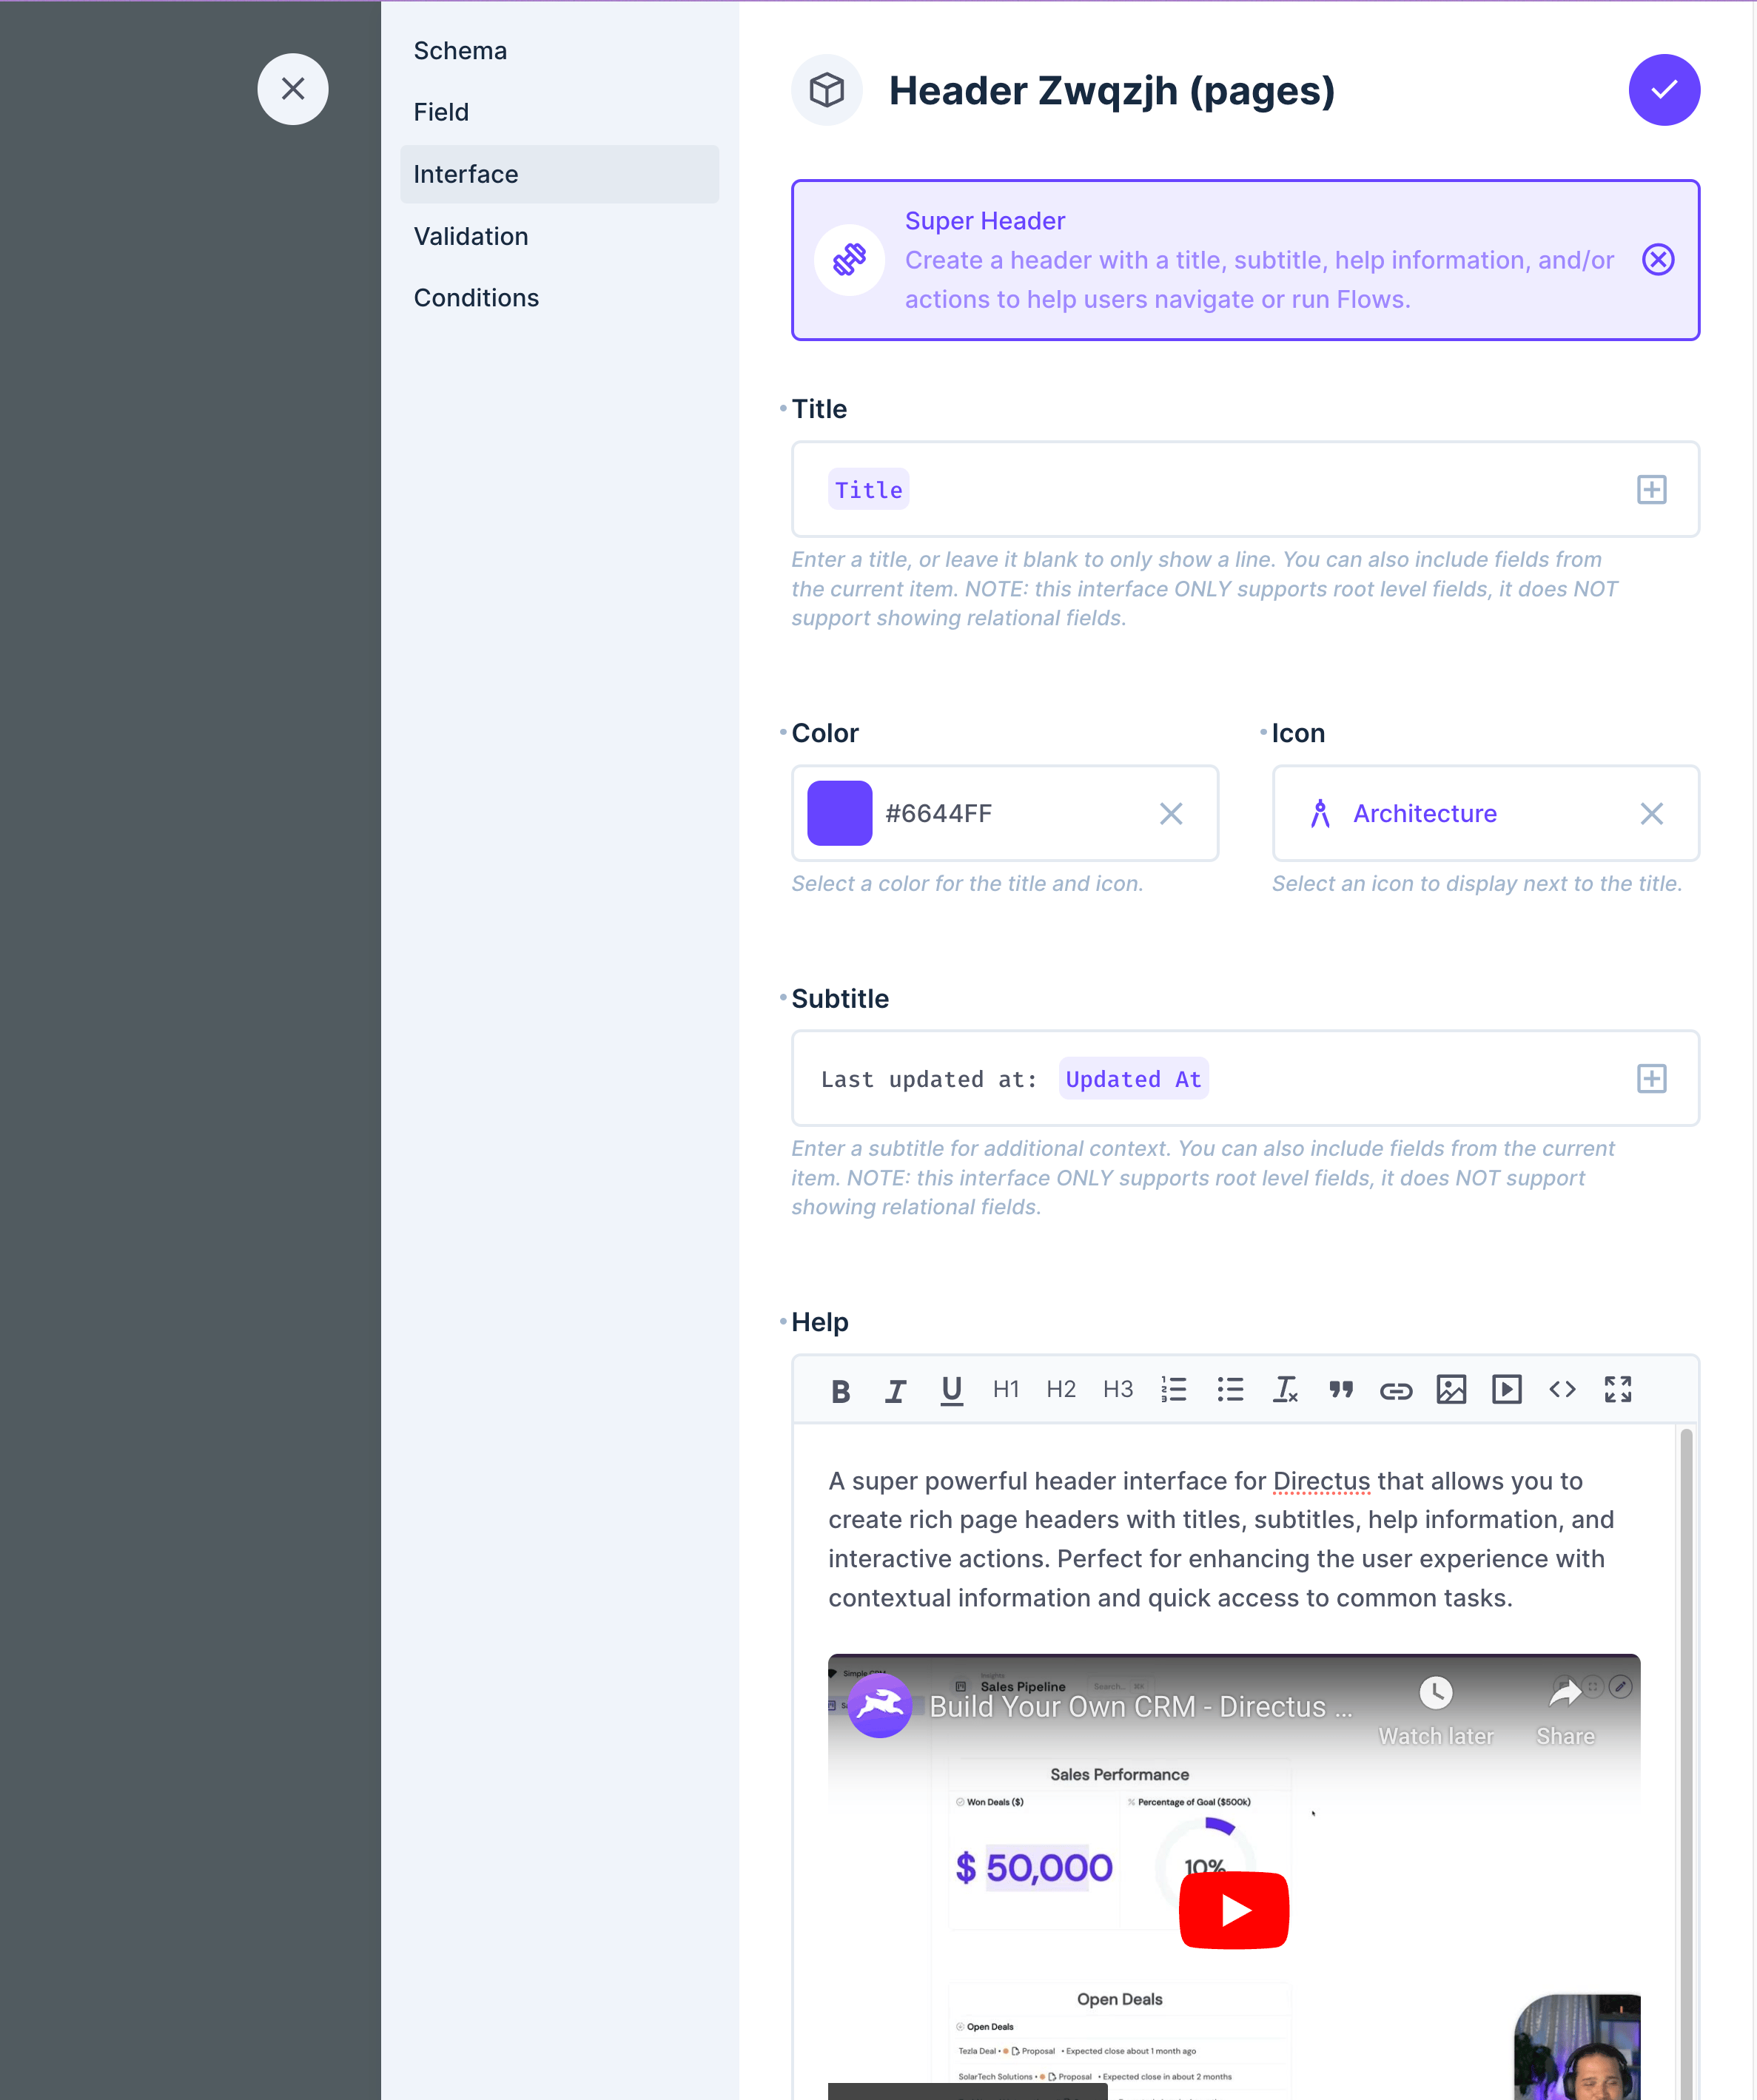 Schema
Field
Interface
Validation
Conditions
Header Zwqzjh (pages)
Super Header
Create a header with a title, subtitle, help information, and/or
actions to help users navigate or run Flows.
Title
Title
Enter a title, or leave it blank to only show a line. You can also include fields from
the current item. NOTE: this interface ONLY supports root level fields, it does NOT
support showing relational fields.
Color
Icon
#6644FF
Architecture
Select a color for the title and icon.
Select an icon to display next to the title.
Subtitle
Last updated at: Updated At
Enter a subtitle for additional context. You can also include fields from the current
item. NOTE: this interface ONLY supports root level fields, it does NOT support
showing relational fields.
Help
B I U H1 H2 H3
A super powerful header interface for Directus that allows you to
create rich page headers with titles, subtitles, help information, and
interactive actions. Perfect for enhancing the user experience with
contextual information and quick access to common tasks.
Simple CRM
Insights
Sales Pipeline
Search...
Build Your Own CRM - Directus ...
Watch later
Share
Sales Performance
Won Deals ($)
Percentage of Goal ($500k)
$ 50,000
10%
Open Deals
Open Deals
Tezla Deal • Proposal • Expected close about 1 month ago
SolarTech Solutions • Proposal • Expected close in about 2 months